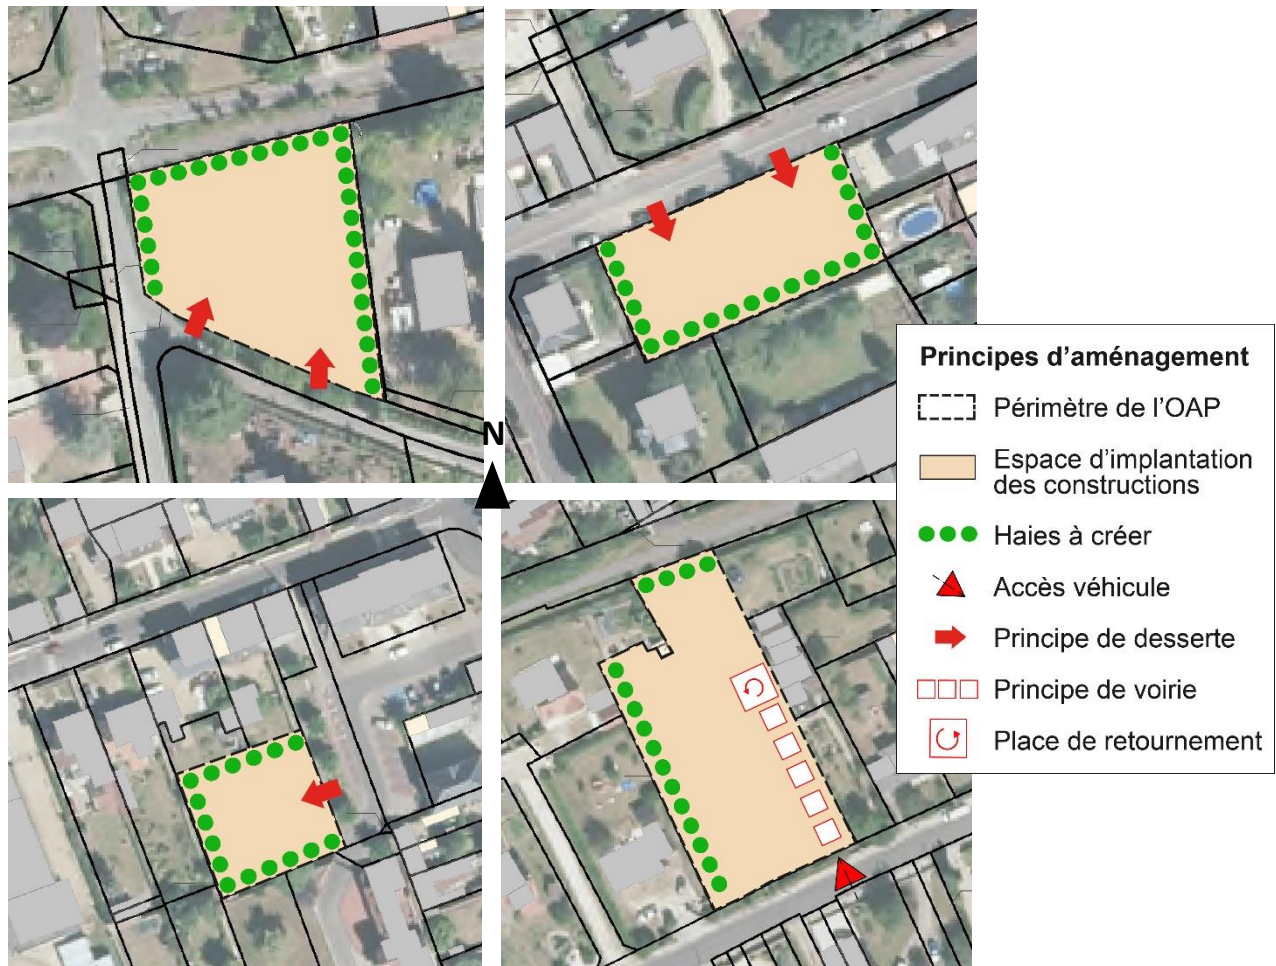 N
Principes d’aménagement
Périmètre de l’OAP
Espace d’implantation
des constructions
Haies à créer
Accès véhicule
Principe de desserte
Principe de voirie
Place de retournement